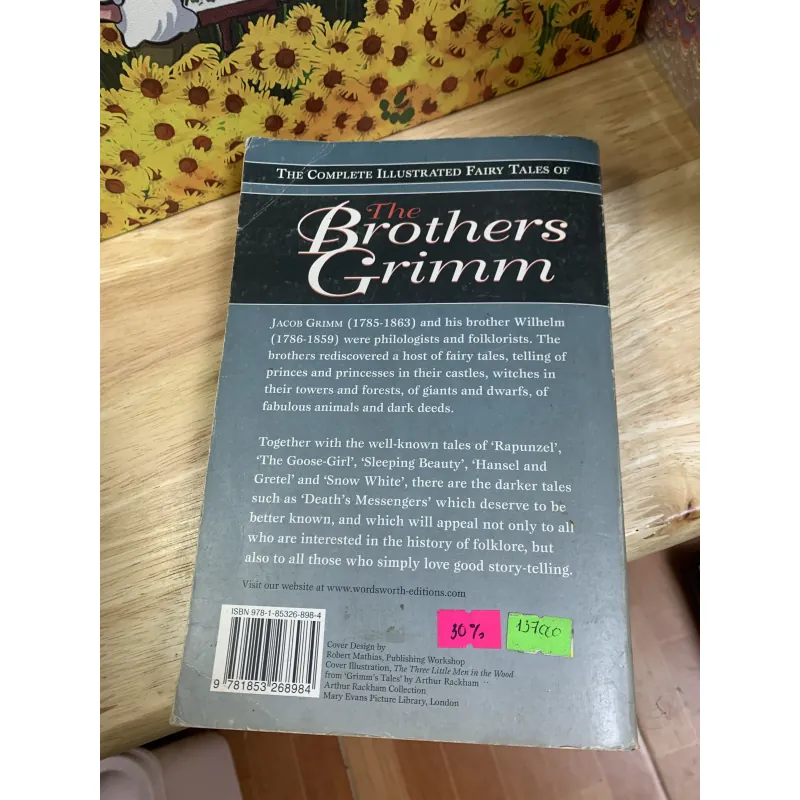 THE COMPLETE ILLUSTRATED FAIRY TALES OF
The
Brothers
Grimm
JACOB GRIMM (1785-1863) and his brother Wilhelm
(1786-1859) were philologists and folklorists. The
brothers rediscovered a host of fairy tales, telling of
princes and princesses in their castles, witches in
their towers and forests, of giants and dwarfs, of
fabulous animals and dark deeds.
Together with the well-known tales of ‘Rapunzel’,
‘The Goose-Girl’, ‘Sleeping Beauty’, ‘Hansel and
Gretel’ and ‘Snow White’, there are the darker tales
such as ‘Death’s Messengers’ which deserve to be
better known, and which will appeal not only to all
who are interested in the history of folklore, but
also to all those who simply love good story-telling.
Visit our website at www.wordsworth-editions.com
ISBN 978-1-85326-898-4
9 781853 268984
30%
137000
Cover Design by
Robert Mathias, Publishing Workshop
Cover Illustration, The Three Little Men in the Wood
from ‘Grimm’s Tales’ by Arthur Rackham
Arthur Rackham Collection
Mary Evans Picture Library, London